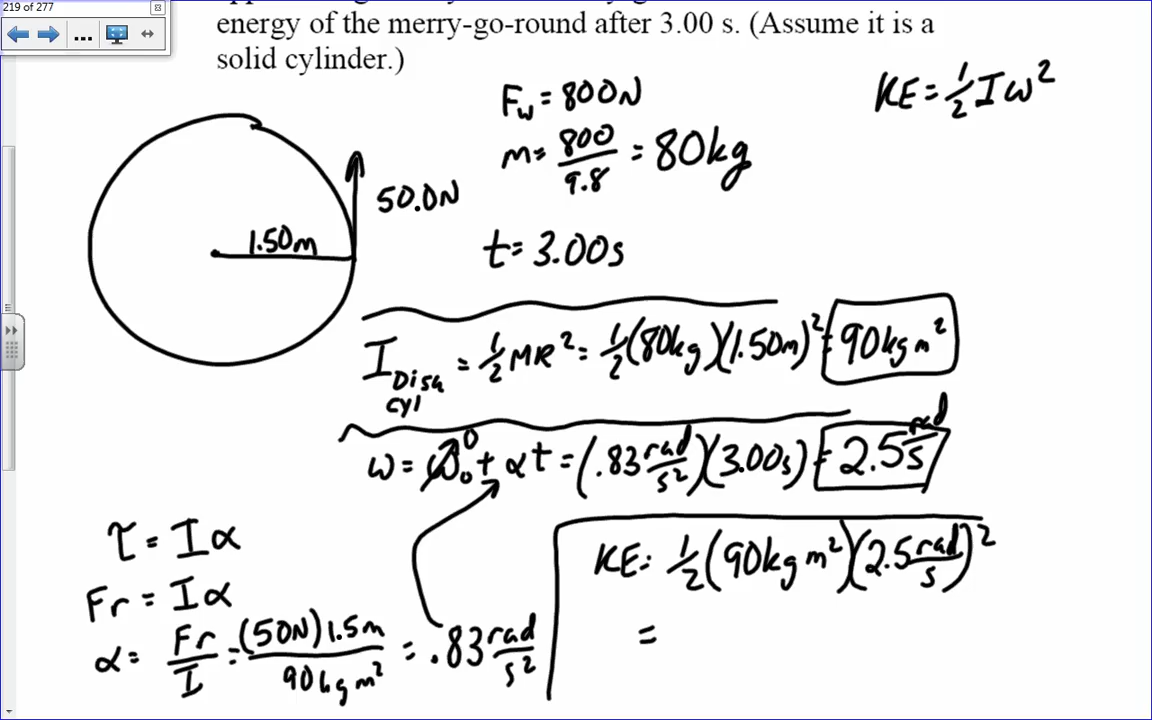 219 of 277
energy of the merry-go-round after 3.00 s. (Assume it is a
solid cylinder.)
F_w = 800N
KE = ½Iω²
m = 800/9.8 = 80kg
50.0N
1.50m
t = 3.00s
I Disk cyl = ½MR² = ½(80kg)(1.50m)² = 90kg m²
ω = ω₀ 0 + αt = (.83 rad/s²)(3.00s) = 2.5 rad/s
τ = Iα
Fr = Iα
α = Fr/I = (50N)1.5m/90kg m² = .83 rad/s²
KE = ½(90kg m²)(2.5 rad/s)²
=